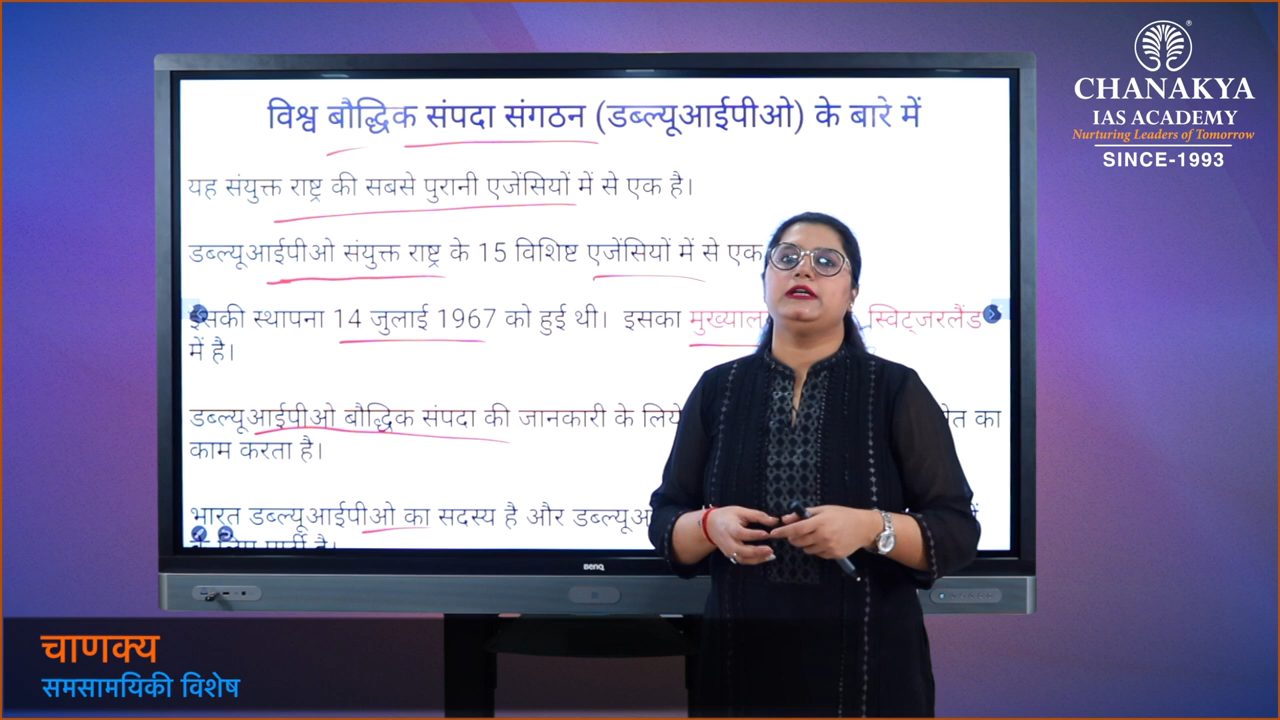 विश्व बौद्धिक संपदा संगठन (डब्ल्यूआईपीओ) के बारे में
यह संयुक्त राष्ट्र की सबसे पुरानी एजेंसियों में से एक है।
डब्ल्यूआईपीओ संयुक्त राष्ट्र के 15 विशिष्ट एजेंसियों में से एक
इसकी स्थापना 14 जुलाई 1967 को हुई थी। इसका स्विट्जरलैंड
में है।
डब्ल्यूआईपीओ बौद्धिक संपदा की जानकारी के लिये का
काम करता है।
भारत डब्ल्यूआईपीओ का सदस्य है और
BenQ
CHANAKYA
IAS ACADEMY
Nurturing Leaders of Tomorrow
SINCE-1993
चाणक्य
समसामयिकी विशेष